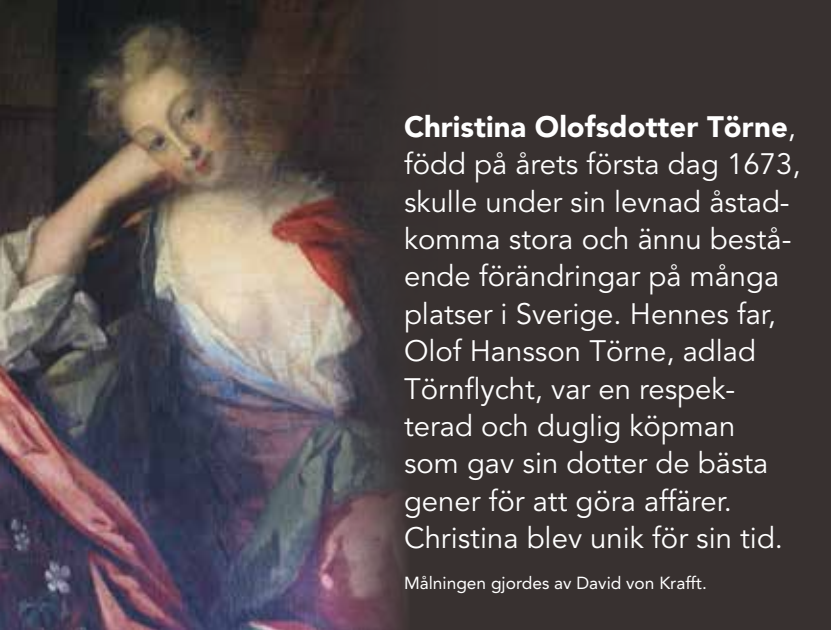 Christina Olofsdotter Törne,
född på årets första dag 1673,
skulle under sin levnad åstad-
komma stora och ännu bestå-
ende förändringar på många
platser i Sverige. Hennes far,
Olof Hansson Törne, adlad
Törnflycht, var en respek-
terad och duglig köpman
som gav sin dotter de bästa
gener för att göra affärer.
Christina blev unik för sin tid.
Målningen gjordes av David von Krafft.